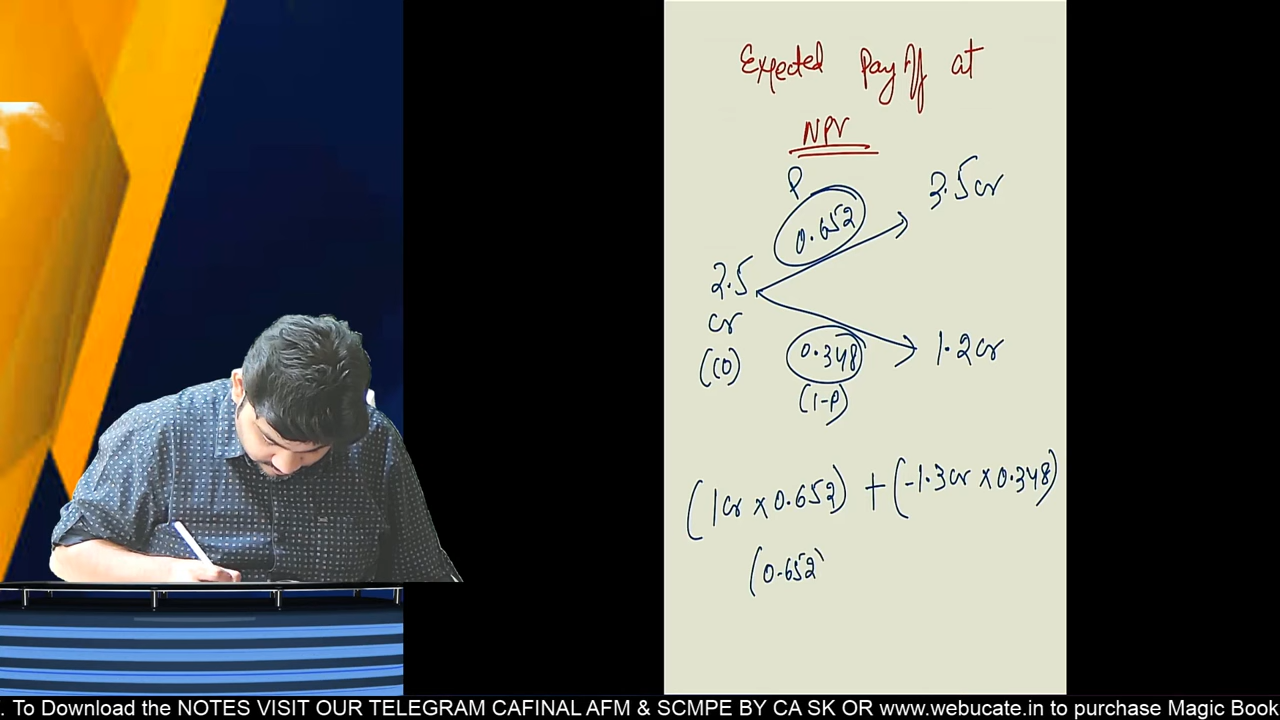 Expected Pay off at
NPV
P
0.652
3.5cr
2.5
cr
(CO)
0.348
1.2cr
(1-P)
(1cr x 0.652) + (-1.3cr x 0.348)
(0.652)
. To Download the NOTES VISIT OUR TELEGRAM CAFINAL AFM & SCMPE BY CA SK OR www.webucate.in to purchase Magic Book